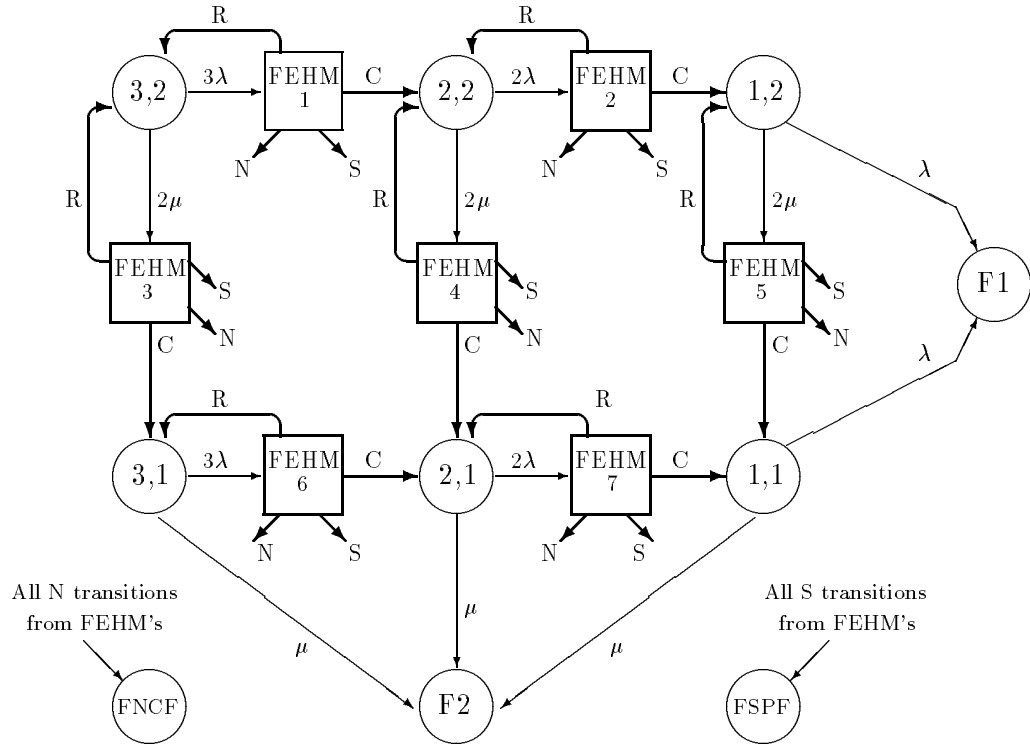 R
R
3,2
3λ
FEHM
1
C
2,2
2λ
FEHM
2
C
1,2
N
S
N
S
λ
R
2μ
R
2μ
R
2μ
FEHM
3
S
N
FEHM
4
S
N
FEHM
5
S
N
F1
C
C
C
λ
R
R
3,1
3λ
FEHM
6
C
2,1
2λ
FEHM
7
C
1,1
N
S
N
S
All N transitions
from FEHM's
All S transitions
from FEHM's
μ
μ
μ
FNCF
F2
FSPF